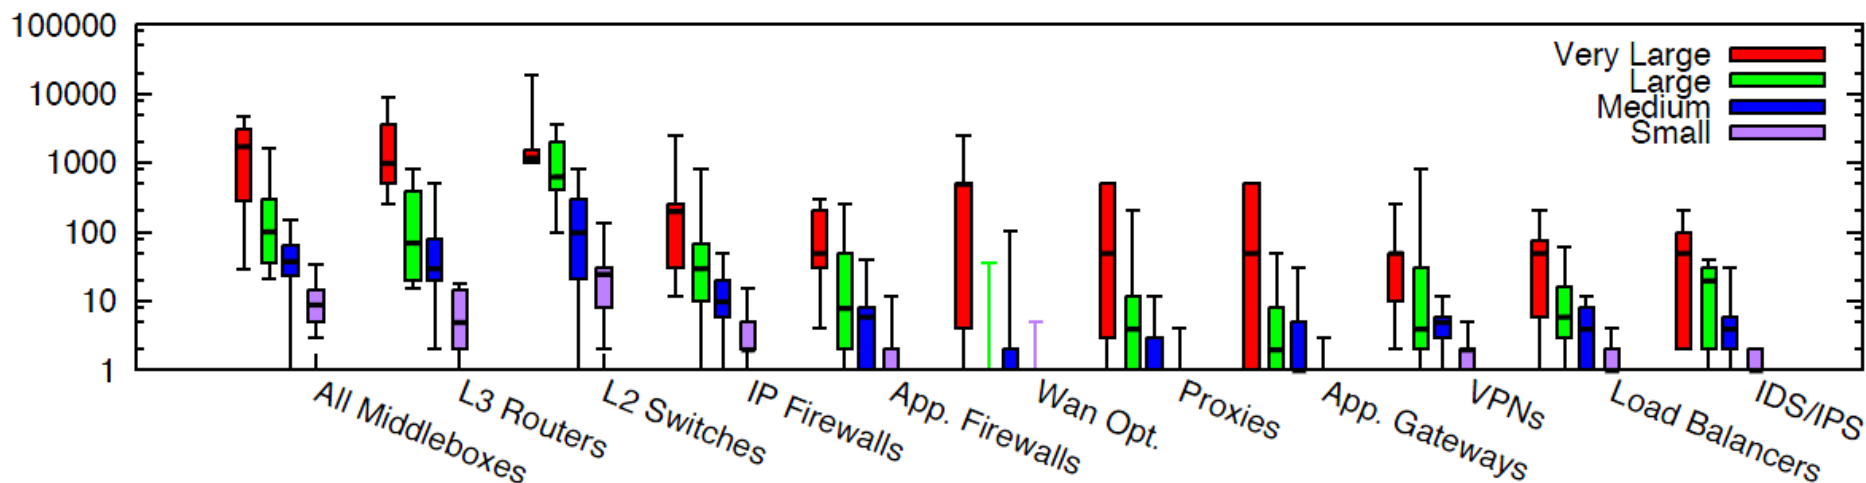 100000
10000
1000
100
10
1
Very Large
Large
Medium
Small
All Middleboxes
L3 Routers
L2 Switches
IP Firewalls
App. Firewalls
Wan Opt.
Proxies
App. Gateways
VPNs
Load Balancers
IDS/IPS